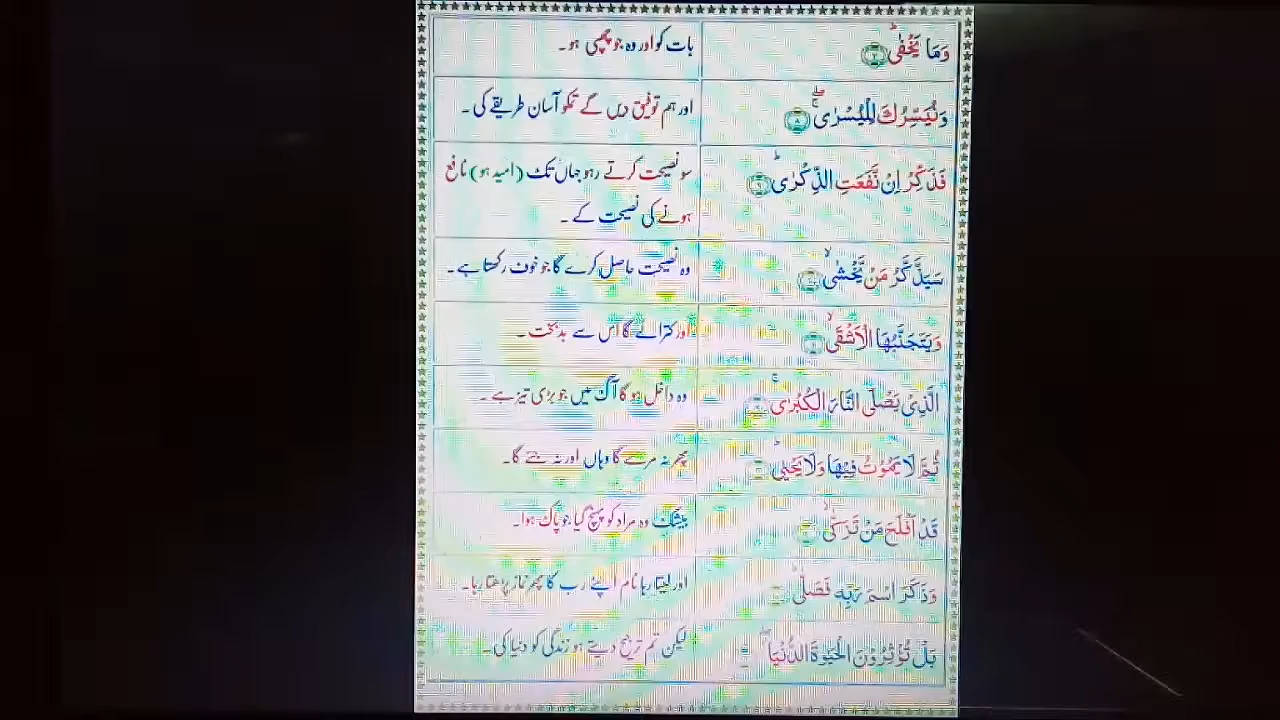 وَمَا يَخْفٰى ؕ ﴿۷﴾
بات کو اور وہ جو چھپی ہو۔
وَنُيَسِّرُكَ لِلْيُسْرٰى ۚۖ ﴿۸﴾
اور ہم توفیق دیں گے تمکو آسان طریقے کی۔
فَذَكِّرْ اِنْ نَّفَعَتِ الذِّكْرٰى ؕ ﴿۹﴾
سو نصیحت کرتے رہو جہاں تک (امید ہو) نافع
ہونے کی نصیحت کے۔
سَيَذَّكَّرُ مَنْ يَّخْشٰى ۙ
وہ نصیحت حاصل کرے گا جو خوف رکھتا ہے۔
وَيَتَجَنَّبُهَا الْاَشْقَى ۙ
اور کترائے گا اس سے بدبخت۔
الَّذِىْ يَصْلَى النَّارَ الْكُبْرٰى ۚ
وہ داخل ہو گا آگ میں جو بڑی تیز ہے۔
ثُمَّ لَا يَمُوْتُ فِيْهَا وَلَا يَحْيٰى ؕ
پھر نہ مرے گا وہاں اور نہ جئے گا۔
قَدْ اَفْلَحَ مَنْ تَزَكّٰى ۙ
بیشک وہ مراد کو پہنچ گیا جو پاک ہوا۔
وَذَكَرَ اسْمَ رَبِّهٖ فَصَلّٰى
اور لیتا رہا نام اپنے رب کا پھر نماز پڑھتا رہا۔
بَلْ تُؤْثِرُوْنَ الْحَيٰوةَ الدُّنْيَا
لیکن تم ترجیح دیتے ہو زندگی کو دنیا کی۔